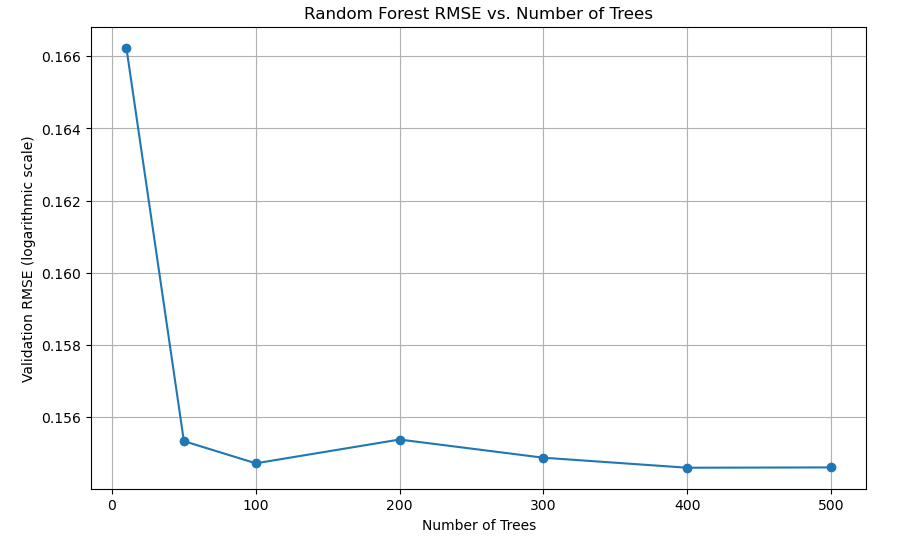 Random Forest RMSE vs. Number of Trees
Validation RMSE (logarithmic scale)
0.166
0.164
0.162
0.160
0.158
0.156
0 100 200 300 400 500
Number of Trees